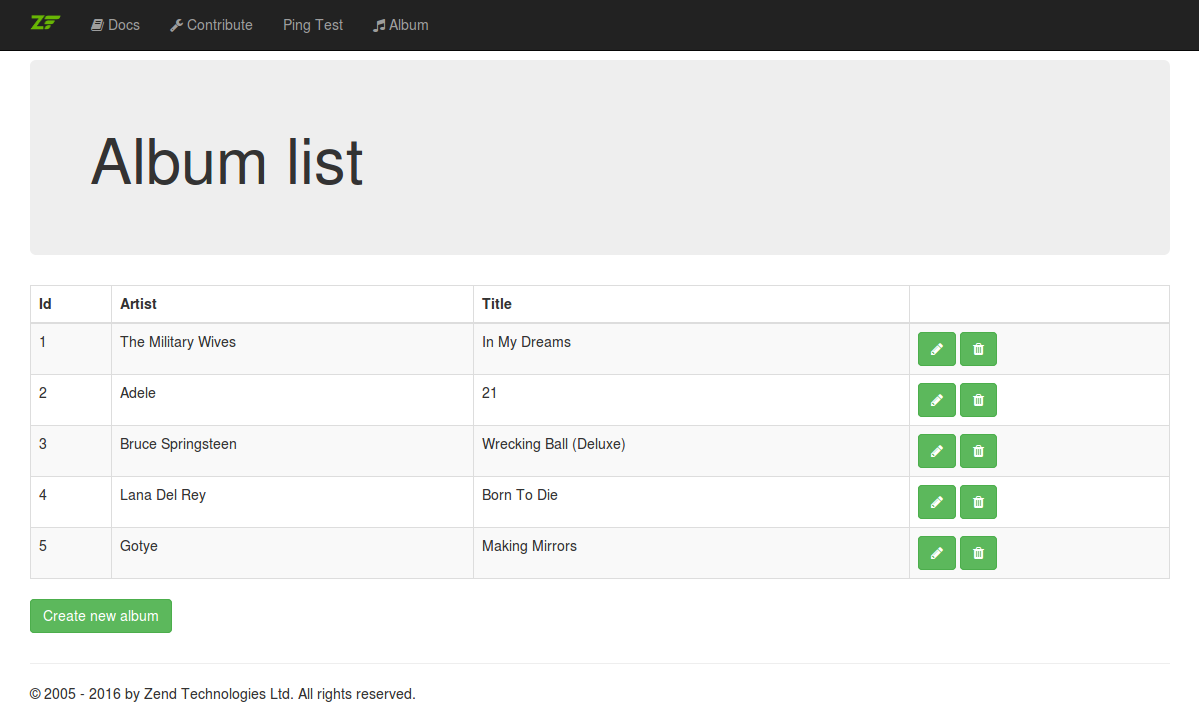 ZF Docs Contribute Ping Test Album
Album list
Id Artist Title
1 The Military Wives In My Dreams
2 Adele 21
3 Bruce Springsteen Wrecking Ball (Deluxe)
4 Lana Del Rey Born To Die
5 Gotye Making Mirrors
Create new album
© 2005 - 2016 by Zend Technologies Ltd. All rights reserved.